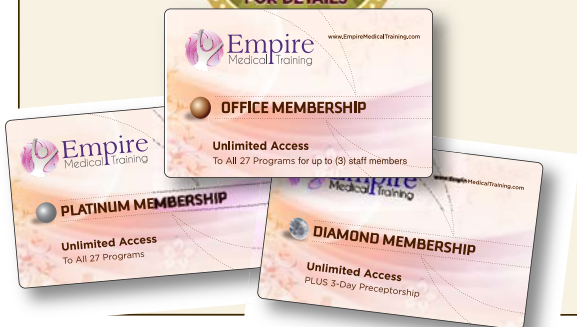 FOR DETAILS
Empire
Medical Training
www.EmpireMedicalTraining.com
OFFICE MEMBERSHIP
Unlimited Access
To All 27 Programs for up to (3) staff members
Empire
Medical Training
PLATINUM MEMBERSHIP
Unlimited Access
To All 27 Programs
Empire
Medical Training
www.EmpireMedicalTraining.com
DIAMOND MEMBERSHIP
Unlimited Access
PLUS 3-Day Preceptorship